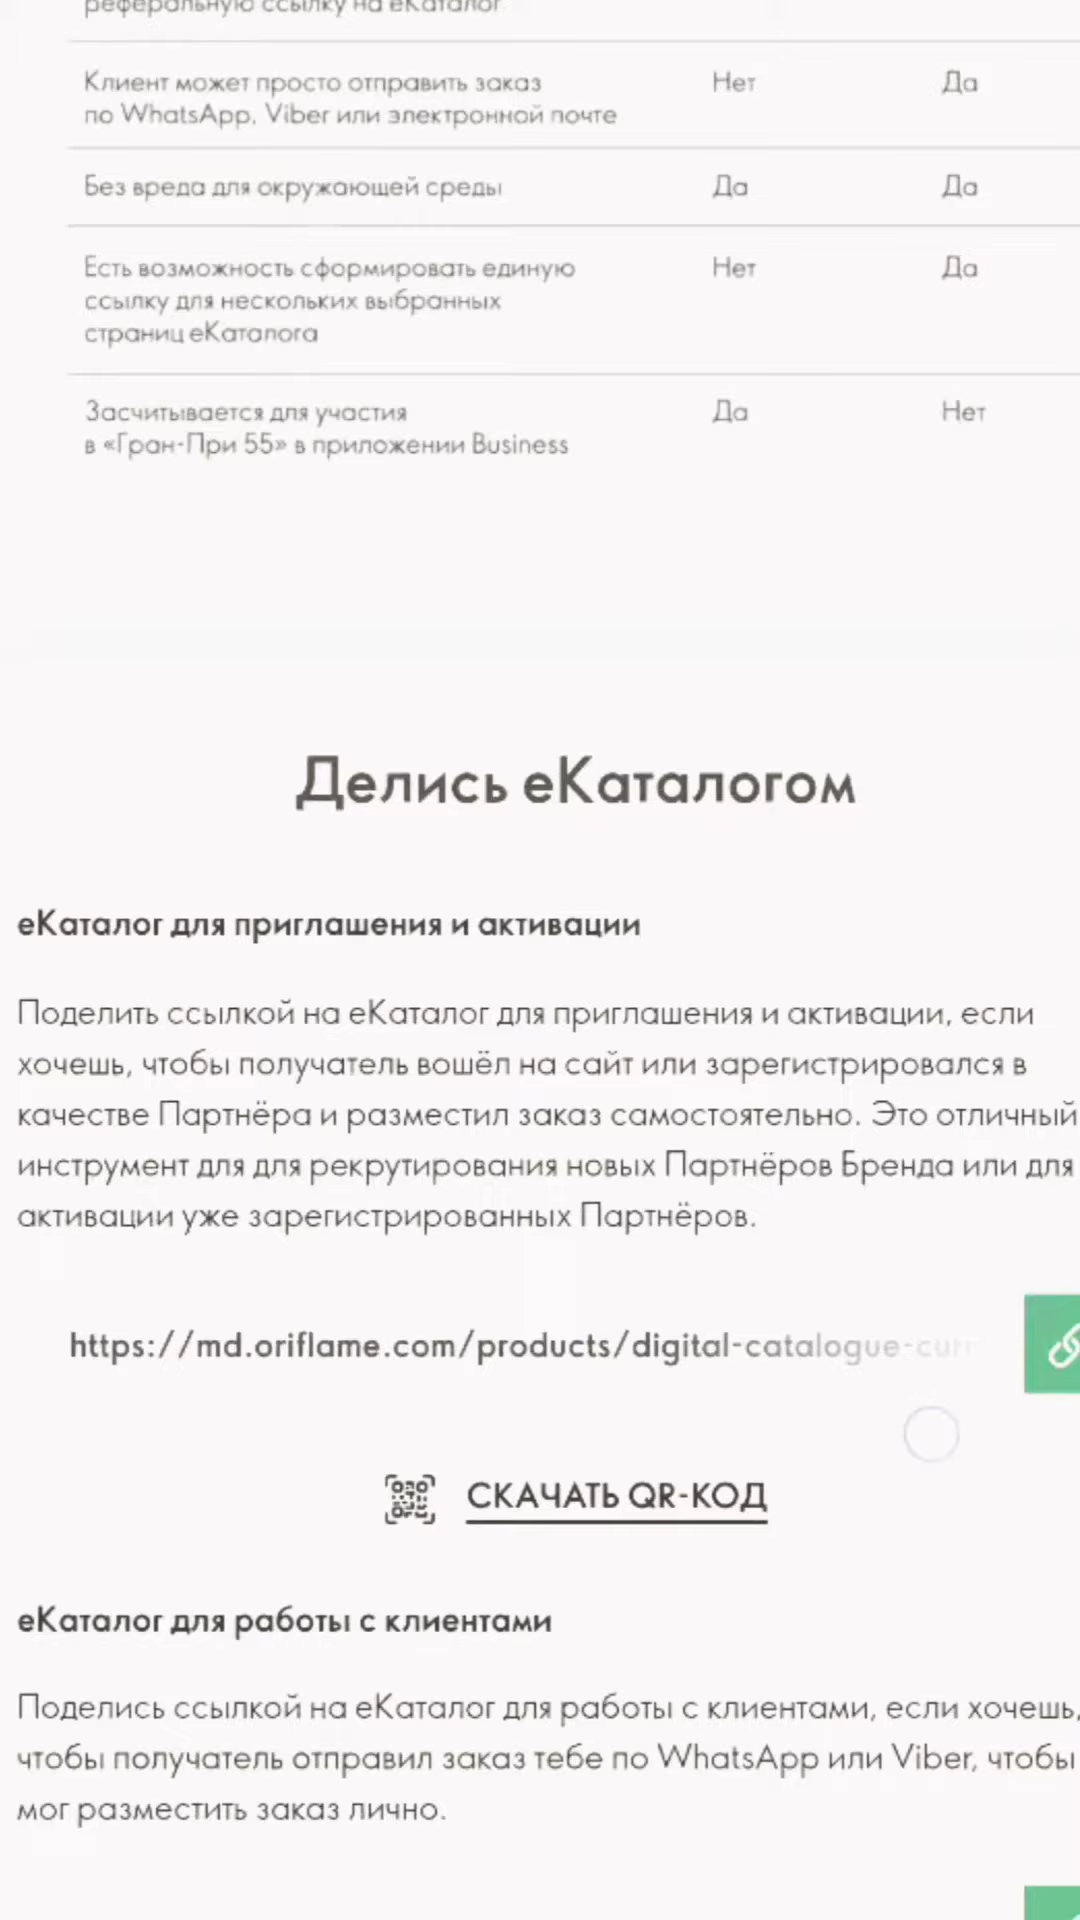 реферальную ссылку на еКаталог
Клиент может просто отправить заказ
по WhatsApp, Viber или электронной почте
Нет
Да
Без вреда для окружающей среды
Да
Да
Есть возможность сформировать единую
ссылку для нескольких выбранных
страниц еКаталога
Нет
Да
Засчитывается для участия
в «Гран-При 55» в приложении Business
Да
Нет
Делись еКаталогом
еКаталог для приглашения и активации
Поделить ссылкой на еКаталог для приглашения и активации, если
хочешь, чтобы получатель вошёл на сайт или зарегистрировался в
качестве Партнёра и разместил заказ самостоятельно. Это отличный
инструмент для для рекрутирования новых Партнёров Бренда или для
активации уже зарегистрированных Партнёров.
https://md.oriflame.com/products/digital-catalogue-curr
СКАЧАТЬ QR-КОД
еКаталог для работы с клиентами
Поделись ссылкой на еКаталог для работы с клиентами, если хочешь,
чтобы получатель отправил заказ тебе по WhatsApp или Viber, чтобы
мог разместить заказ лично.